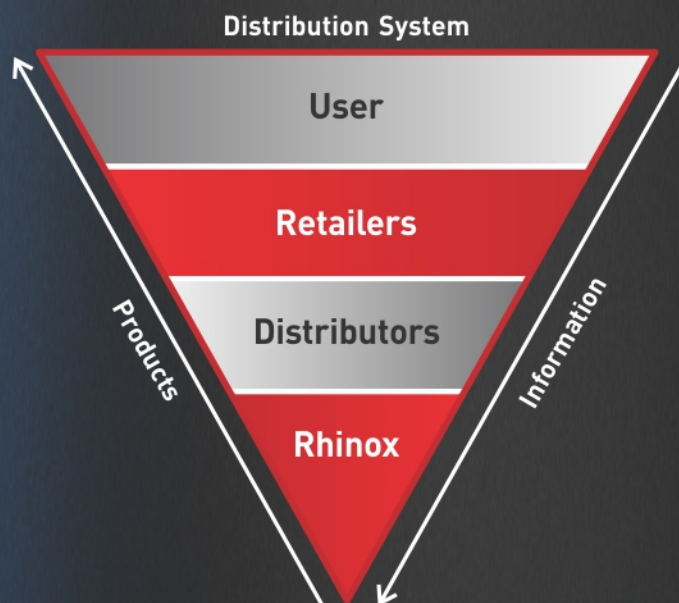 Distribution System
User
Retailers
Distributors
Rhinox
Products
Information